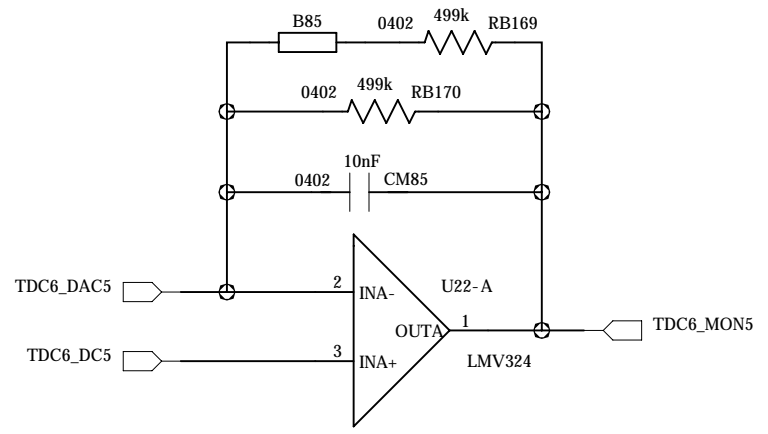 B85 0402 499k RB169
0402 499k RB170
10nF
0402 CM85
TDC6_DAC5 2 INA- U22-A
OUTA 1 TDC6_MON5
TDC6_DC5 3 INA+ LMV324